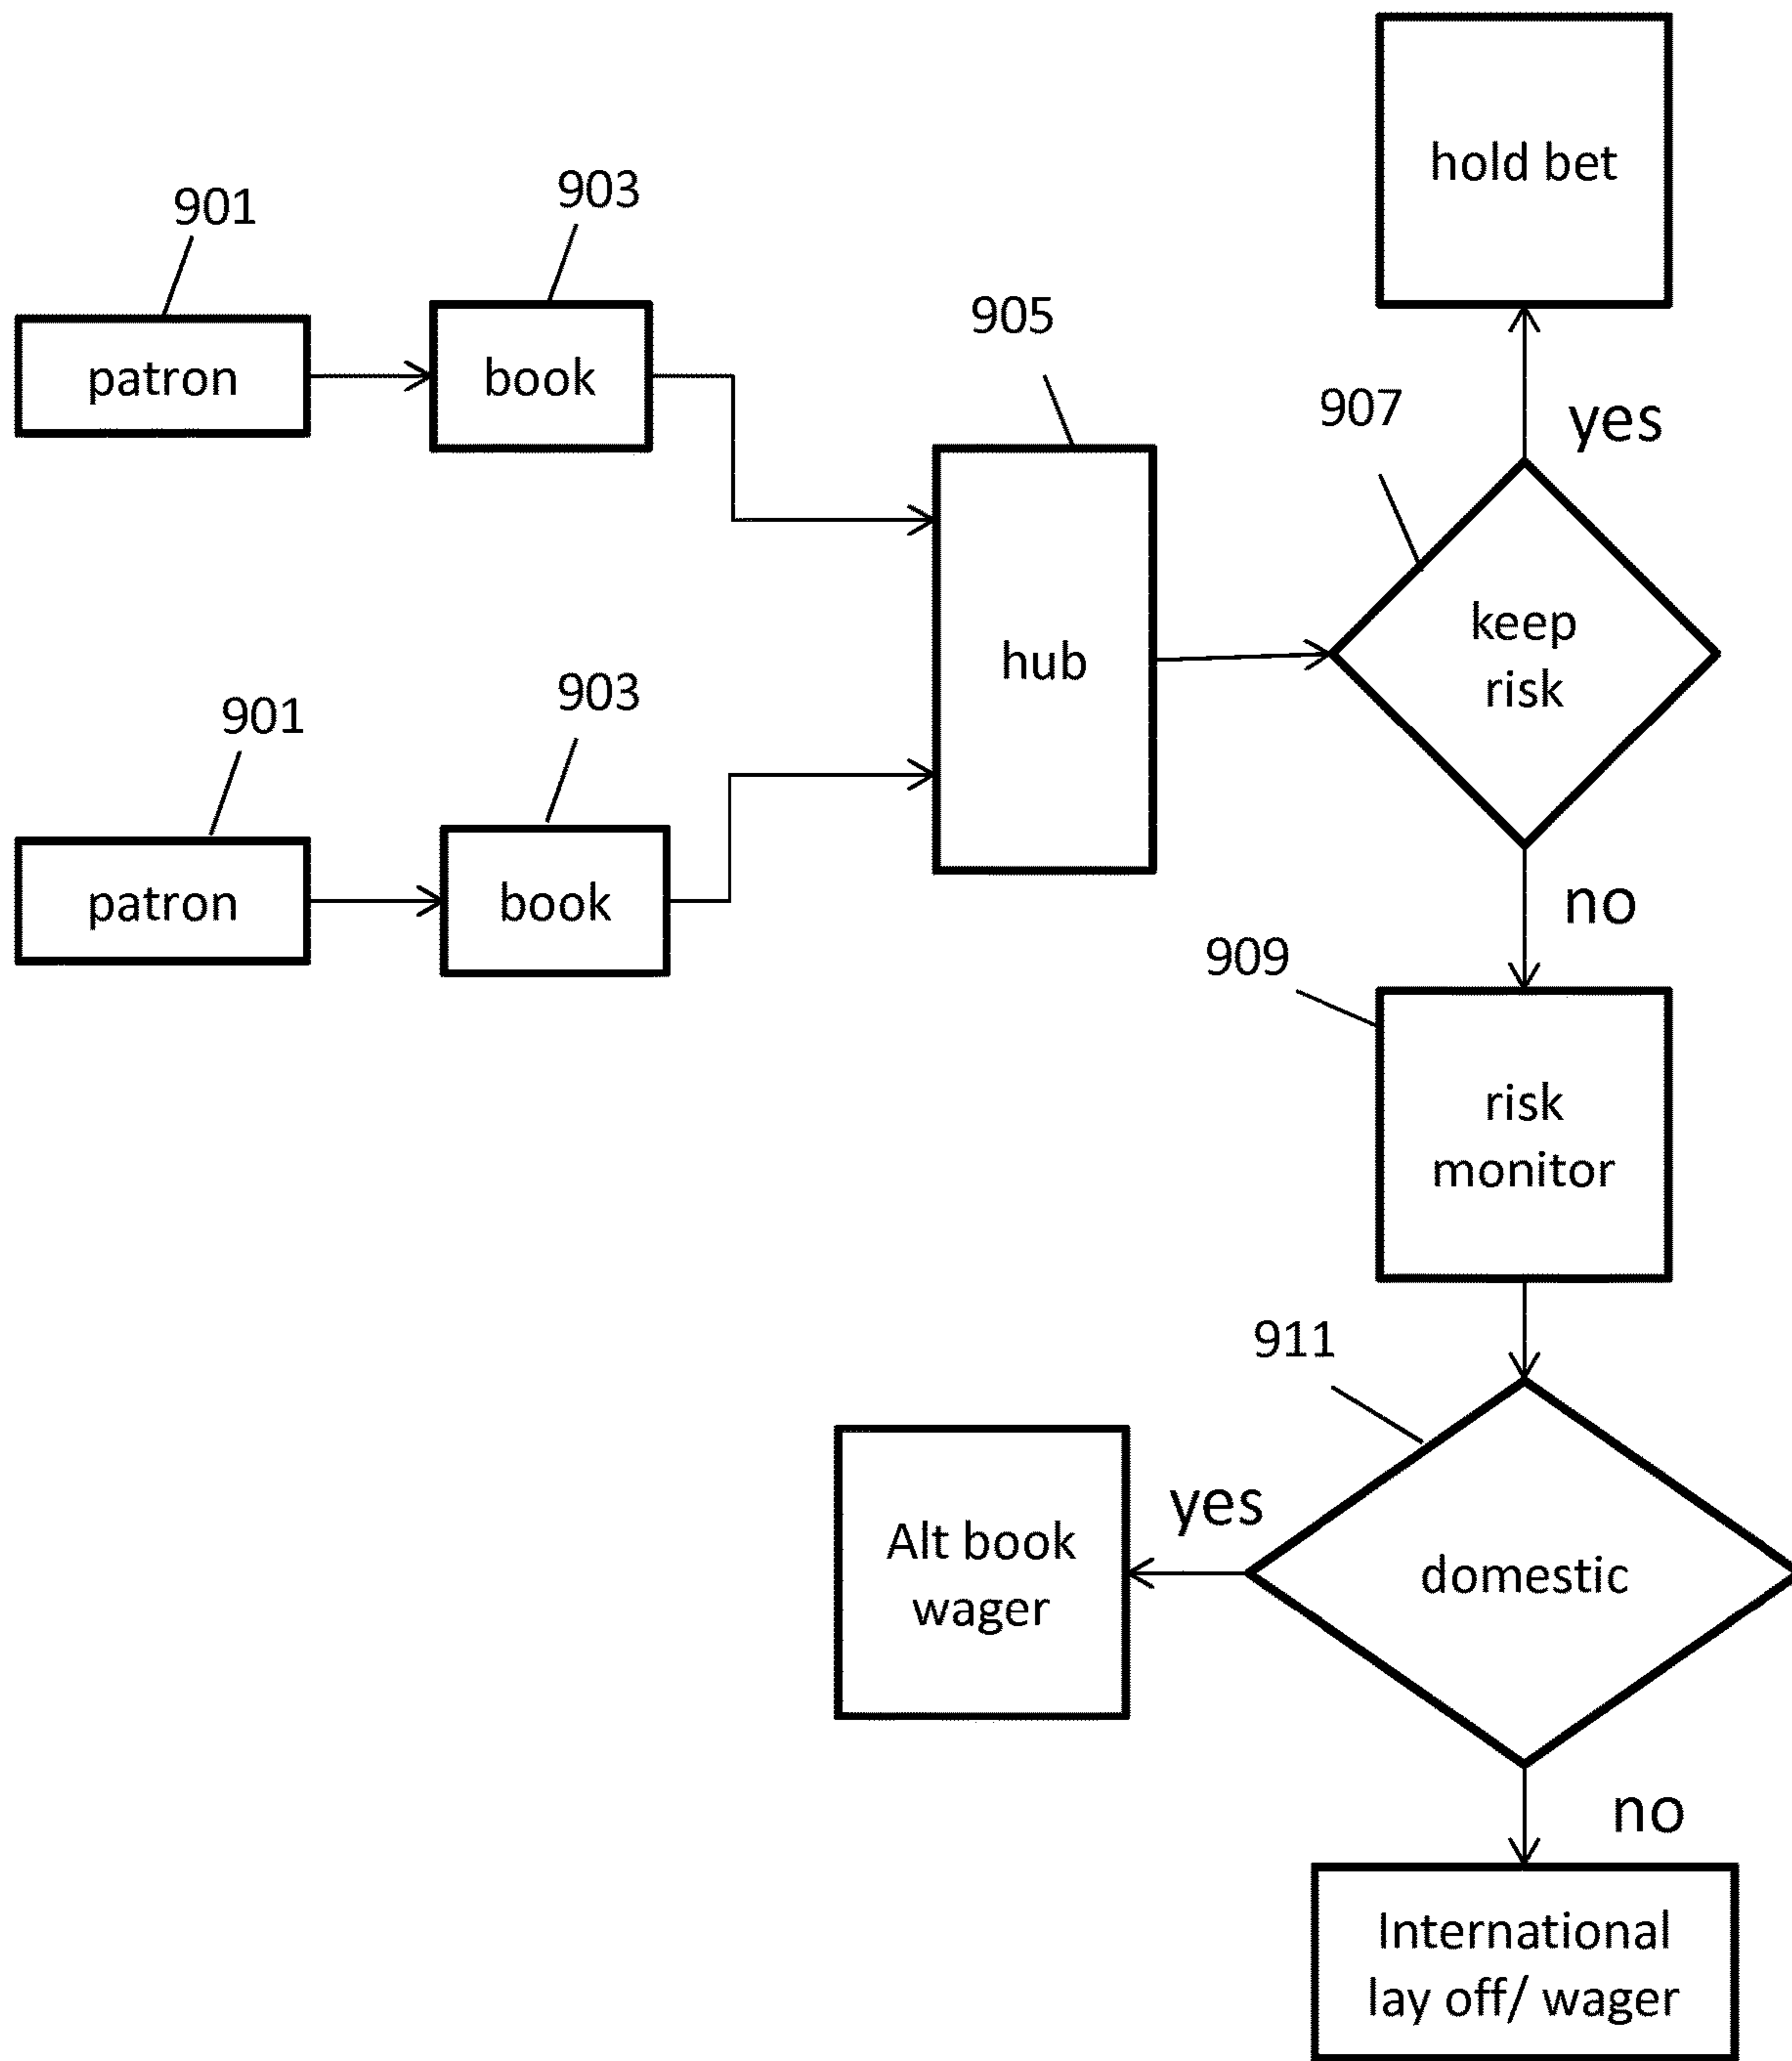 hold bet
903
901
905
patron
book
907
yes
keep
risk
hub
903
901
no
patron
book
909
risk
monitor
911
yes
Alt book
wager
domestic
no
International
lay off/ wager